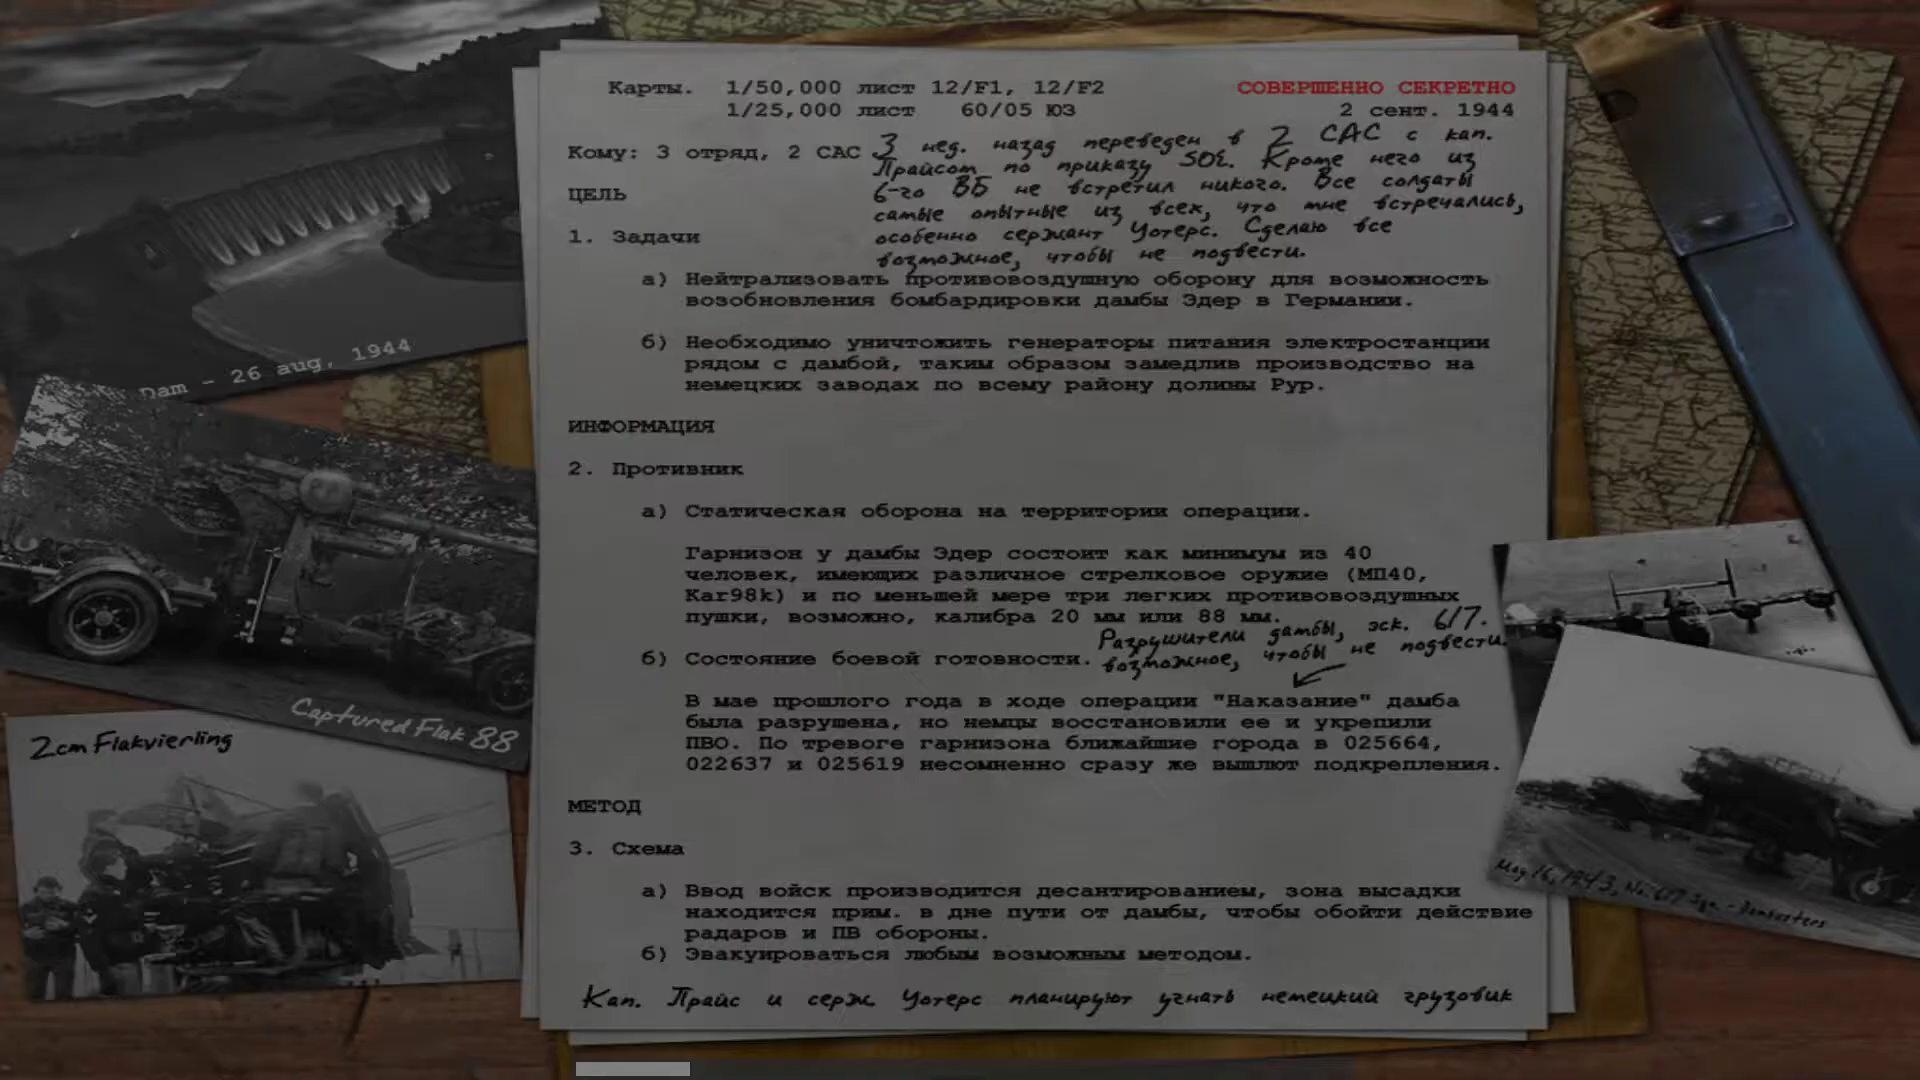 Карты. 1/50,000 лист 12/F1, 12/F2
СОВЕРШЕННО СЕКРЕТНО
1/25,000 лист 60/05 ЮЗ
2 сент. 1944
Кому: 3 отряд, 2 САС
3 нед. назад переведен в 2 САС с кап.
Прайсом по приказу SOE. Кроме него из
6-го ВБ не встретил никого. Все солдаты
самые опытные из всех, что мне встречались,
особенно сержант Уотерс. Сделаю все
возможное, чтобы не подвести.
ЦЕЛЬ
1. Задачи
а) Нейтрализовать противовоздушную оборону для возможность
возобновления бомбардировки дамбы Эдер в Германии.
б) Необходимо уничтожить генераторы питания электростанции
рядом с дамбой, таким образом замедлив производство на
немецких заводах по всему району долины Рур.
ИНФОРМАЦИЯ
2. Противник
а) Статическая оборона на территории операции.
Гарнизон у дамбы Эдер состоит как минимум из 40
человек, имеющих различное стрелковое оружие (МП40,
Kar98k) и по меньшей мере три легких противовоздушных
пушки, возможно, калибра 20 мм или 88 мм.
Разрушители дамбы, эск. 617.
возможное, чтобы не подвести.
б) Состояние боевой готовности.
В мае прошлого года в ходе операции "Наказание" дамба
была разрушена, но немцы восстановили ее и укрепили
ПВО. По тревоге гарнизона ближайшие города в 025664,
022637 и 025619 несомненно сразу же вышлют подкрепления.
МЕТОД
3. Схема
а) Ввод войск производится десантированием, зона высадки
находится прим. в дне пути от дамбы, чтобы обойти действие
радаров и ПВ обороны.
б) Эвакуироваться любым возможным методом.
Кап. Прайс и серж. Уотерс планируют угнать немецкий грузовик
Dam - 26 aug, 1944
Captured Flak 88
2cm Flakvierling
May 16, 1943, No. 617 Sqn. - Dambusters